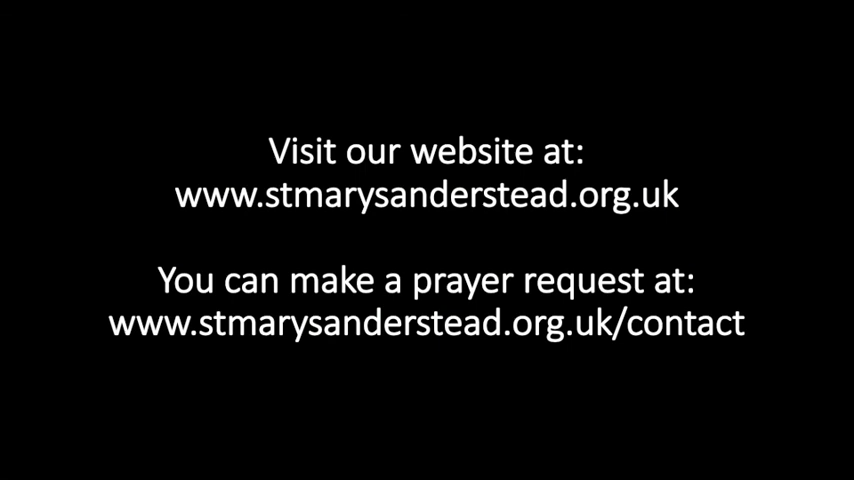 Visit our website at:
www.stmarysanderstead.org.uk
You can make a prayer request at:
www.stmarysanderstead.org.uk/contact